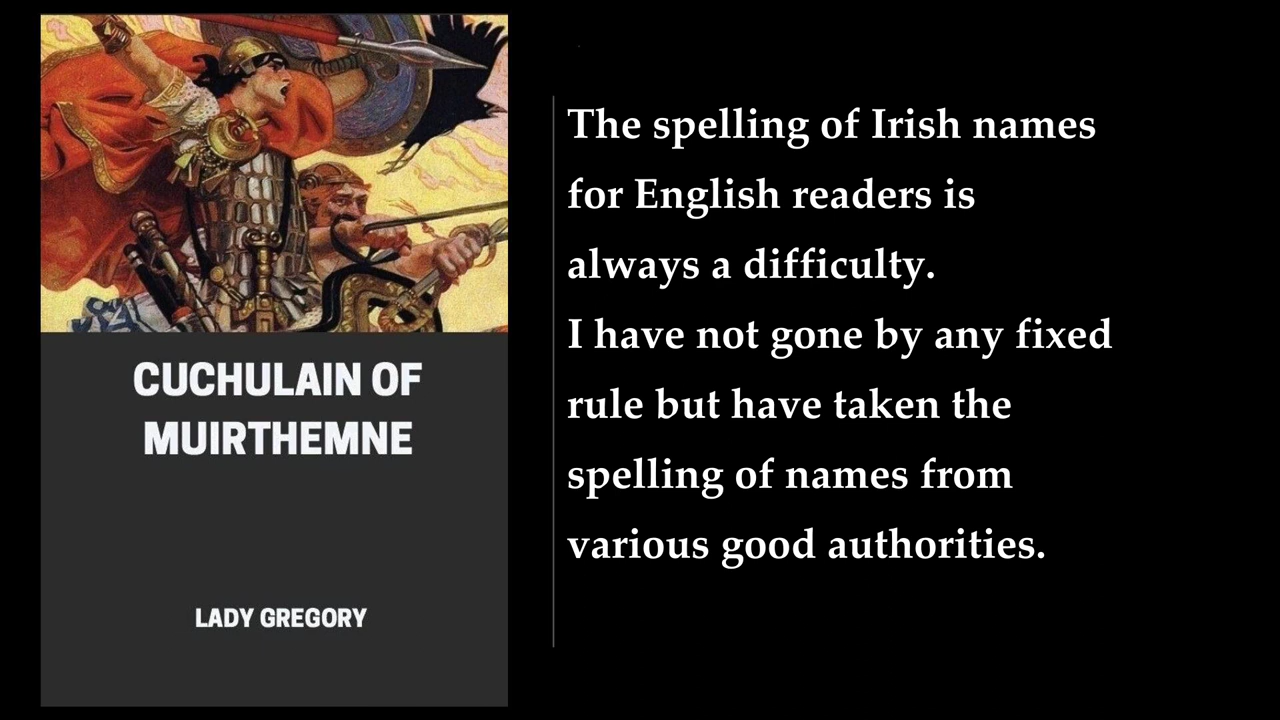 CUCHULAIN OF
MUIRTHEMNE
LADY GREGORY
The spelling of Irish names
for English readers is
always a difficulty.
I have not gone by any fixed
rule but have taken the
spelling of names from
various good authorities.